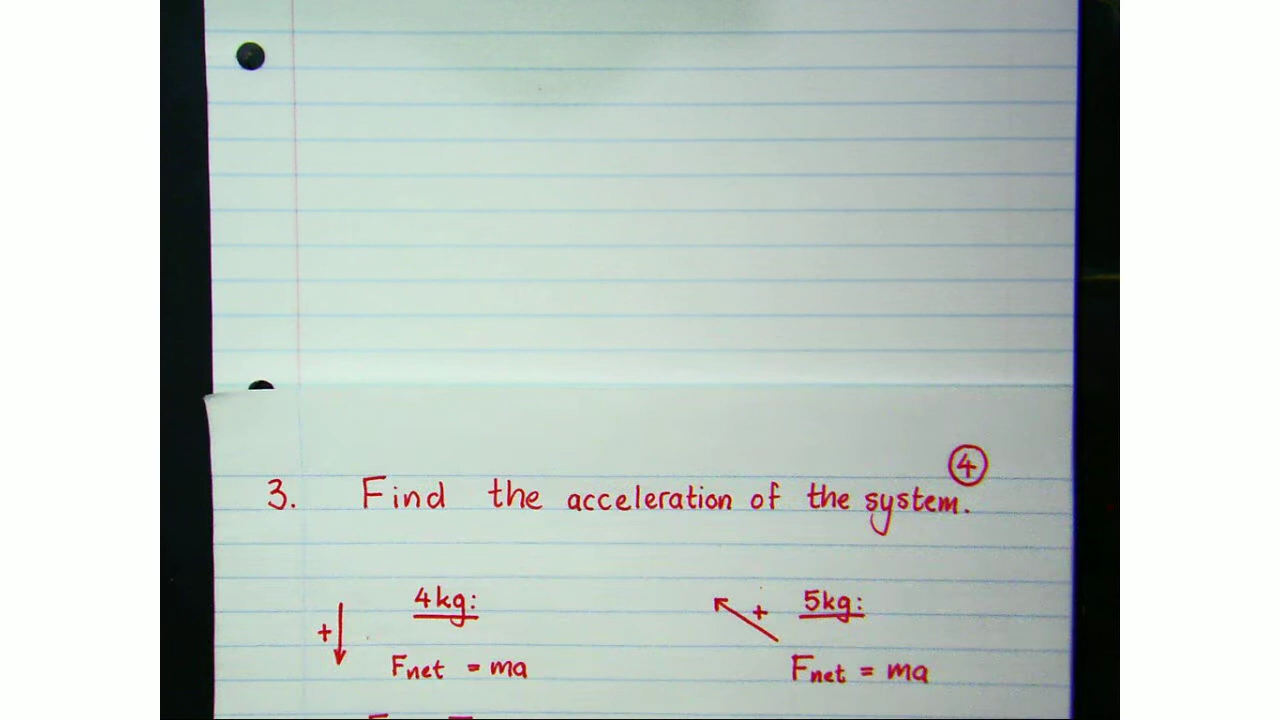 ④
3. Find the acceleration of the system.
4kg: + 5kg:
+
Fnet = ma Fnet = ma